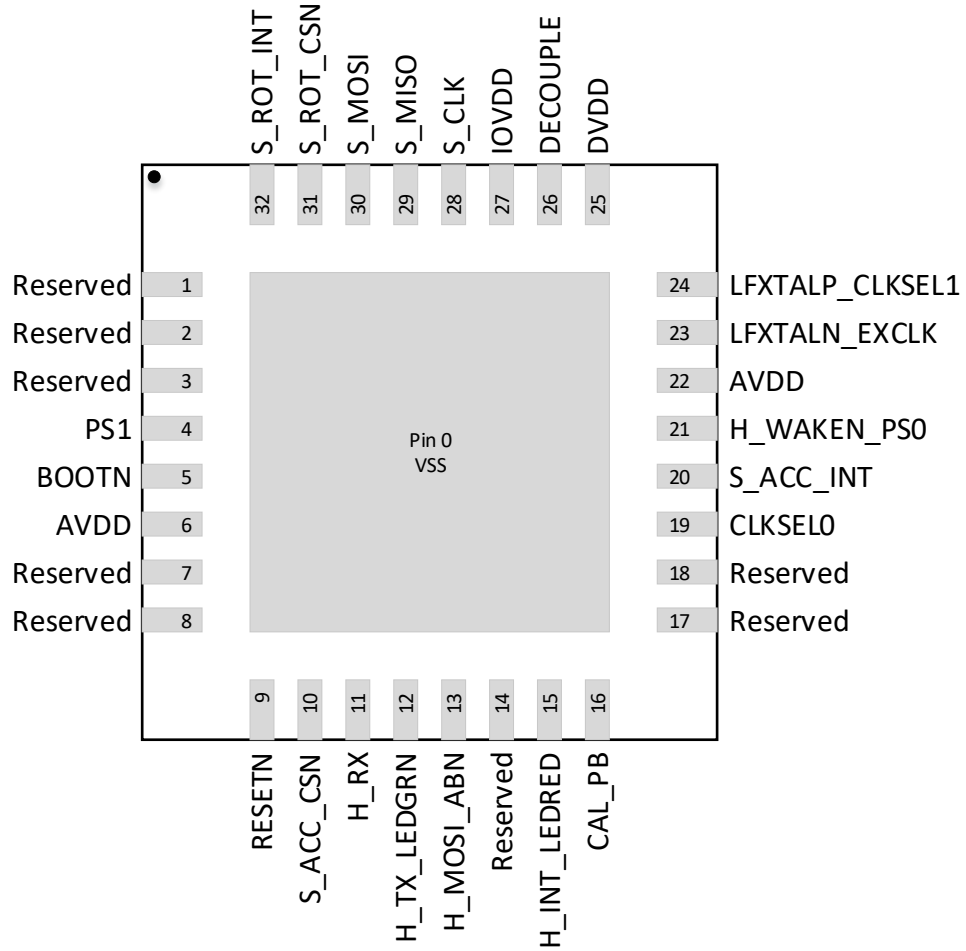 S_ROT_INT
S_ROT_CSN
S_MOSI
S_MISO
S_CLK
IOVDD
DECOUPLE
DVDD
32
31
30
29
28
27
26
25
Reserved 1
Reserved 2
Reserved 3
PS1 4
BOOTN 5
AVDD 6
Reserved 7
Reserved 8
Pin 0
VSS
24 LFXTALP_CLKSEL1
23 LFXTALN_EXCLK
22 AVDD
21 H_WAKEN_PS0
20 S_ACC_INT
19 CLKSEL0
18 Reserved
17 Reserved
9
10
11
12
13
14
15
16
RESETN
S_ACC_CSN
H_RX
H_TX_LEDGRN
H_MOSI_ABN
Reserved
H_INT_LEDRED
CAL_PB